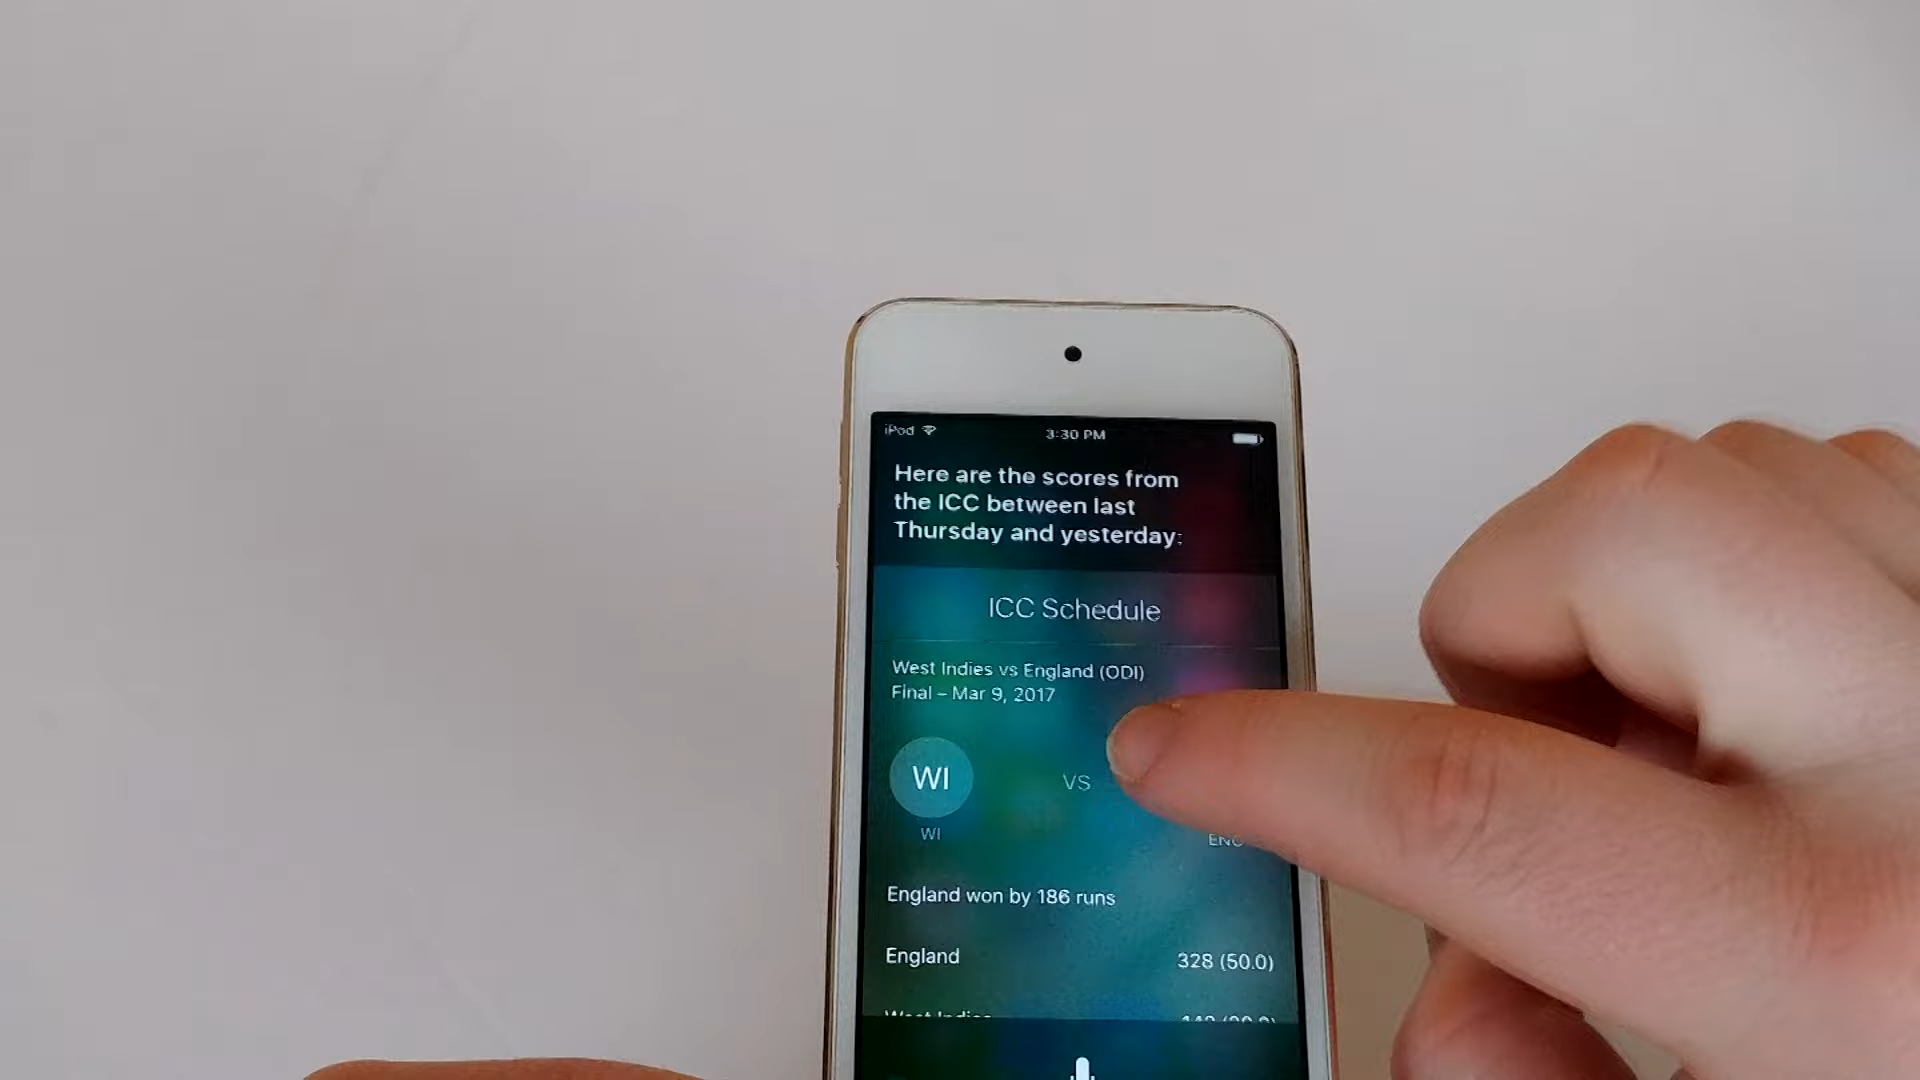 iPod 3:30 PM
Here are the scores from
the ICC between last
Thursday and yesterday:
ICC Schedule
West Indies vs England (ODI)
Final – Mar 9, 2017
WI
VS
WI
England won by 186 runs
England 328 (50.0)